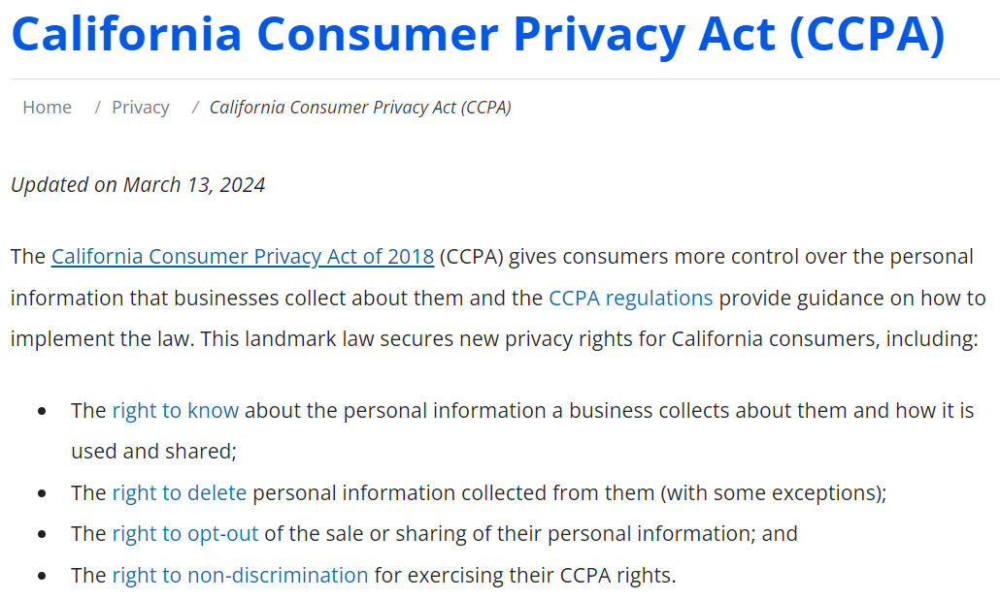 California Consumer Privacy Act (CCPA)
Home / Privacy / California Consumer Privacy Act (CCPA)
Updated on March 13, 2024
The California Consumer Privacy Act of 2018 (CCPA) gives consumers more control over the personal
information that businesses collect about them and the CCPA regulations provide guidance on how to
implement the law. This landmark law secures new privacy rights for California consumers, including:
• The right to know about the personal information a business collects about them and how it is
used and shared;
• The right to delete personal information collected from them (with some exceptions);
• The right to opt-out of the sale or sharing of their personal information; and
• The right to non-discrimination for exercising their CCPA rights.